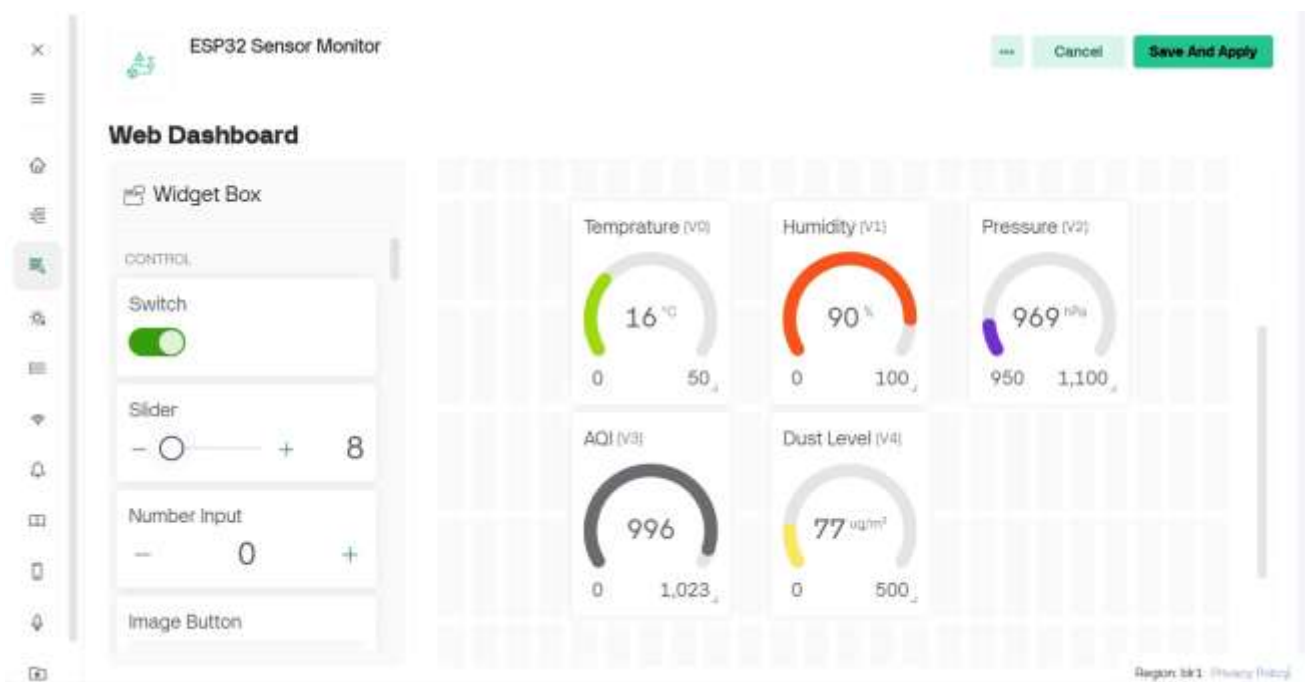 ESP32 Sensor Monitor
Cancel
Save And Apply
Web Dashboard
Widget Box
CONTROL
Switch
Slider
− + 8
Number Input
− 0 +
Image Button
Temprature (V0)
16 °C
0 50
Humidity (V1)
90 %
0 100
Pressure (V2)
969 hPa
950 1,100
AQI (V3)
996
0 1,023
Dust Level (V4)
77 ug/m³
0 500
Region: blr1 Privacy Policy